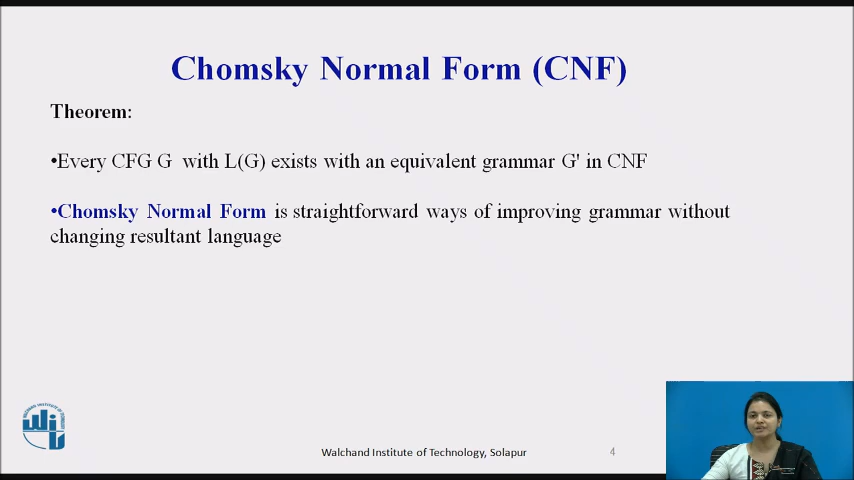 Chomsky Normal Form (CNF)
Theorem:
•Every CFG G with L(G) exists with an equivalent grammar G' in CNF
•Chomsky Normal Form is straightforward ways of improving grammar without
changing resultant language
Walchand Institute of Technology, Solapur
4